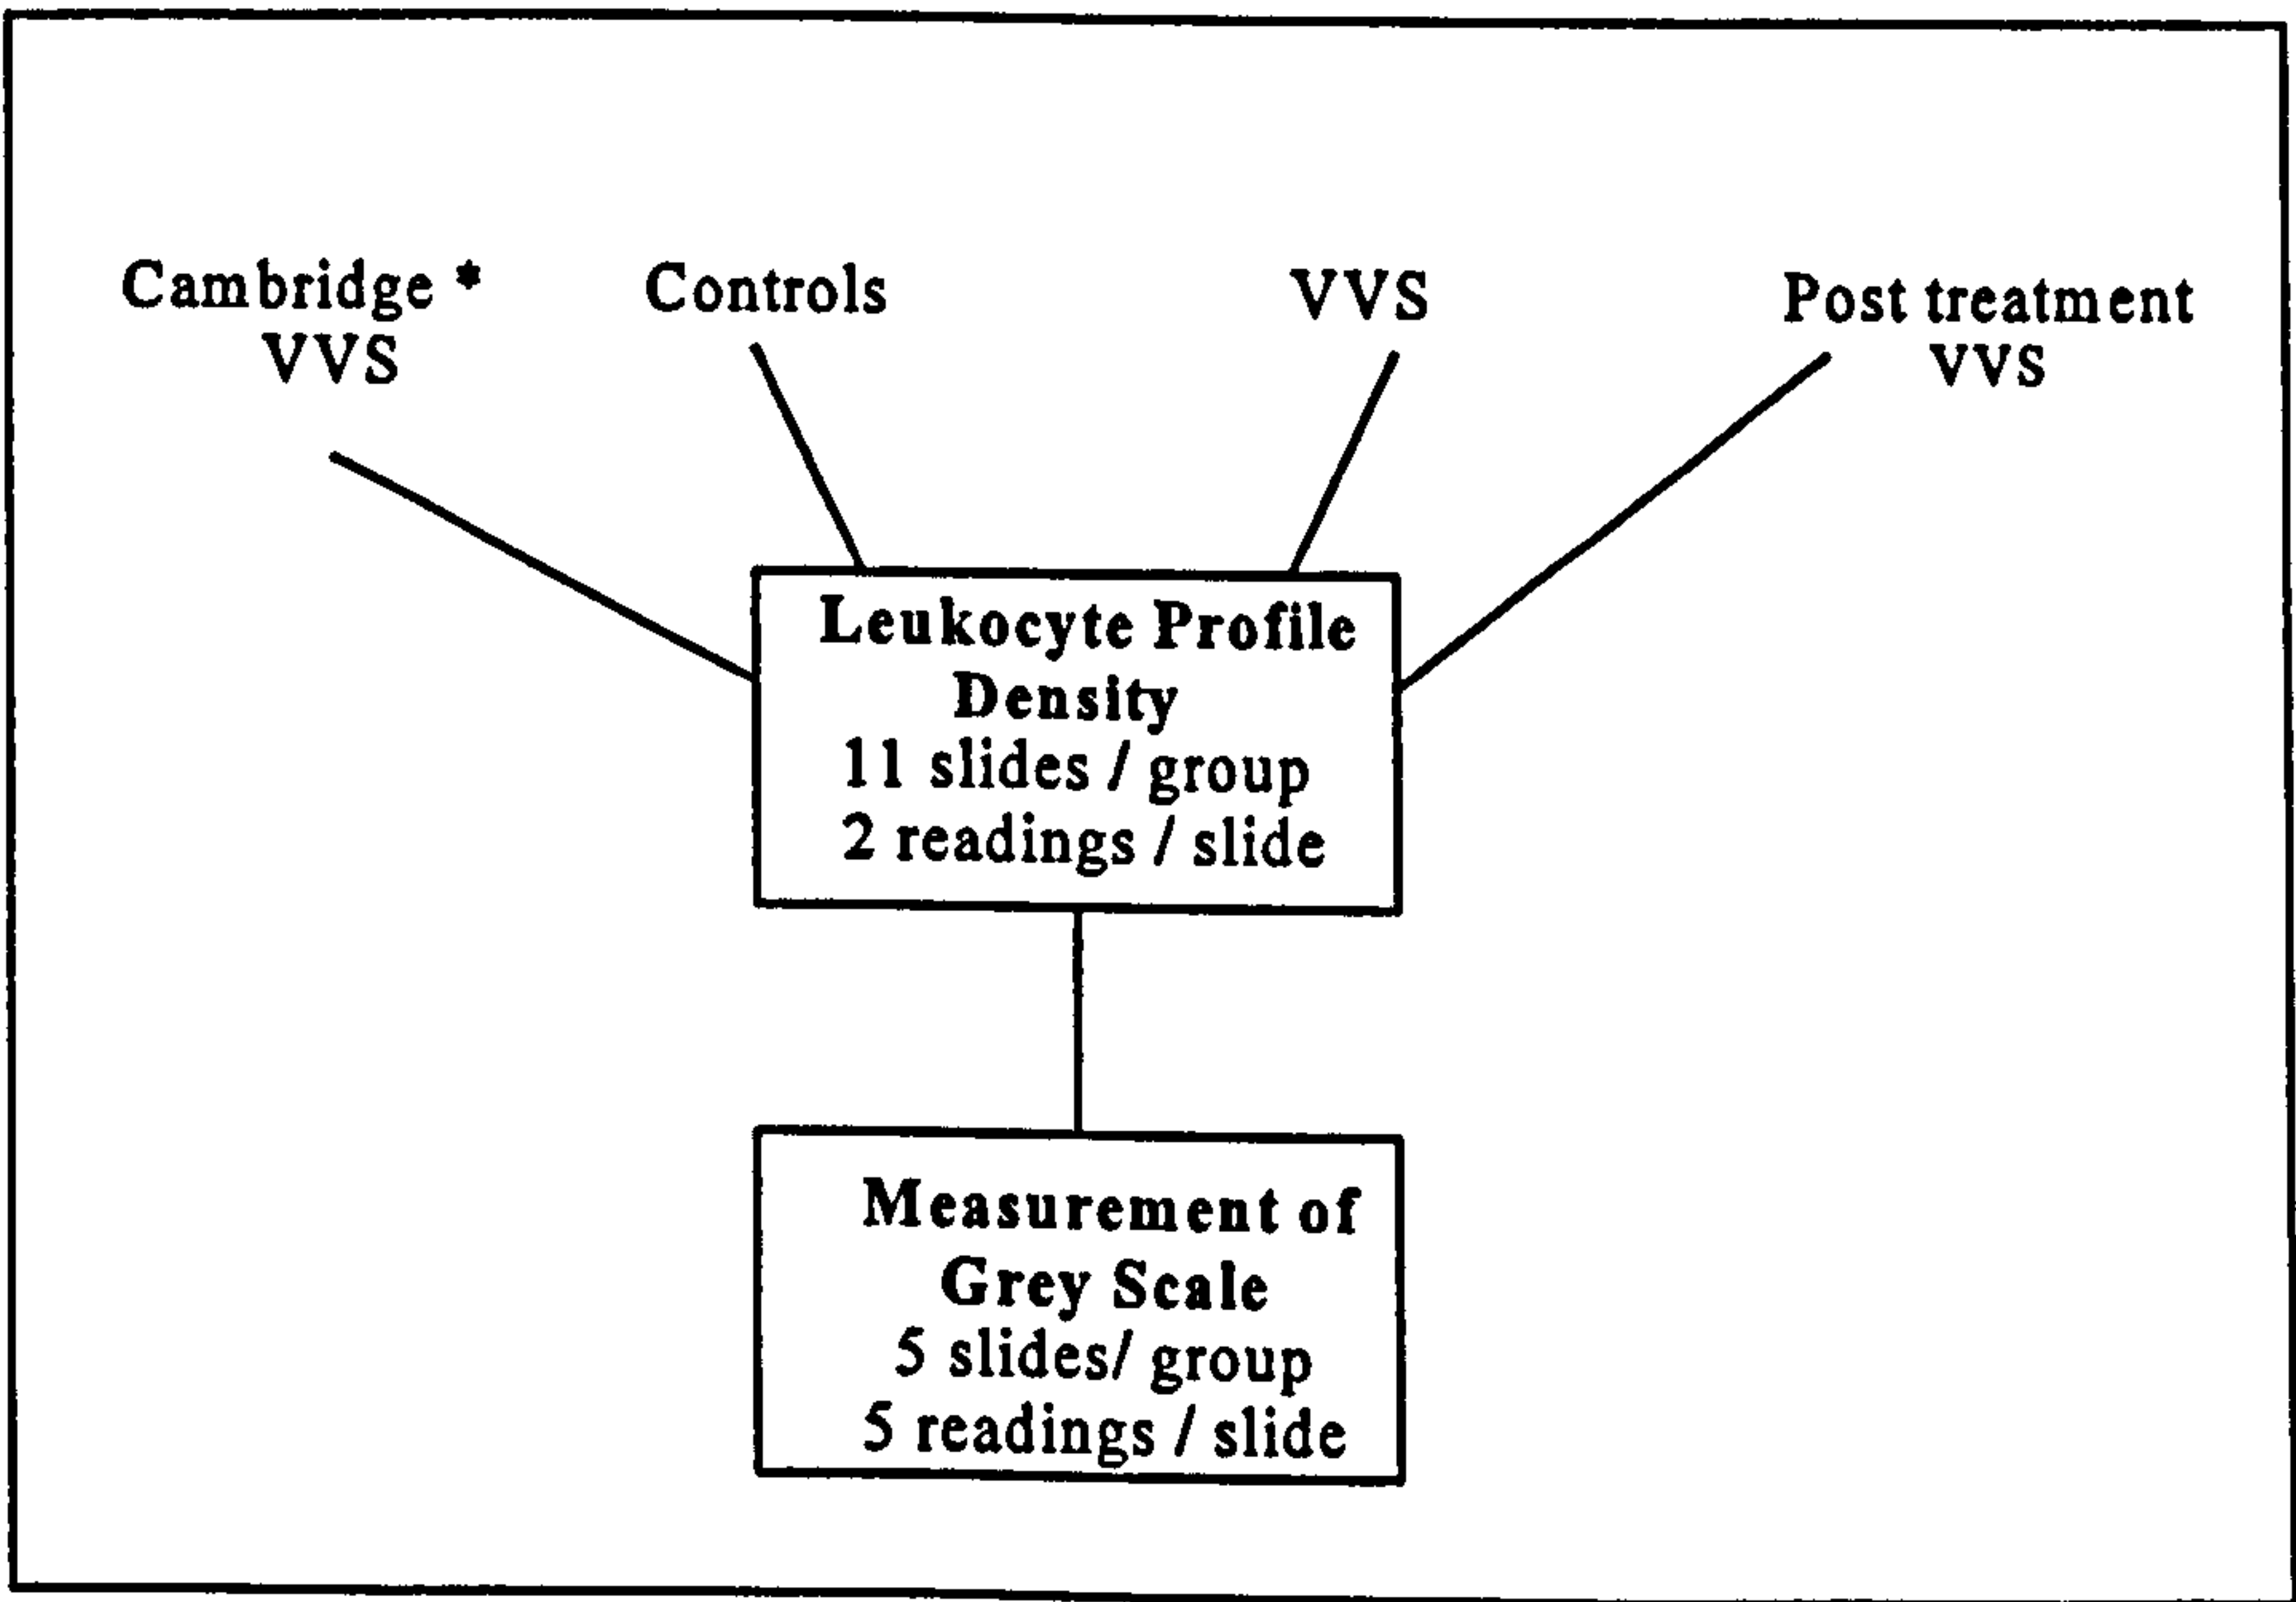 Cambridge *
VVS
Controls
VVS
Post treatment
VVS
Leukocyte Profile
Density
11 slides / group
2 readings / slide
Measurement of
Grey Scale
5 slides/ group
5 readings / slide